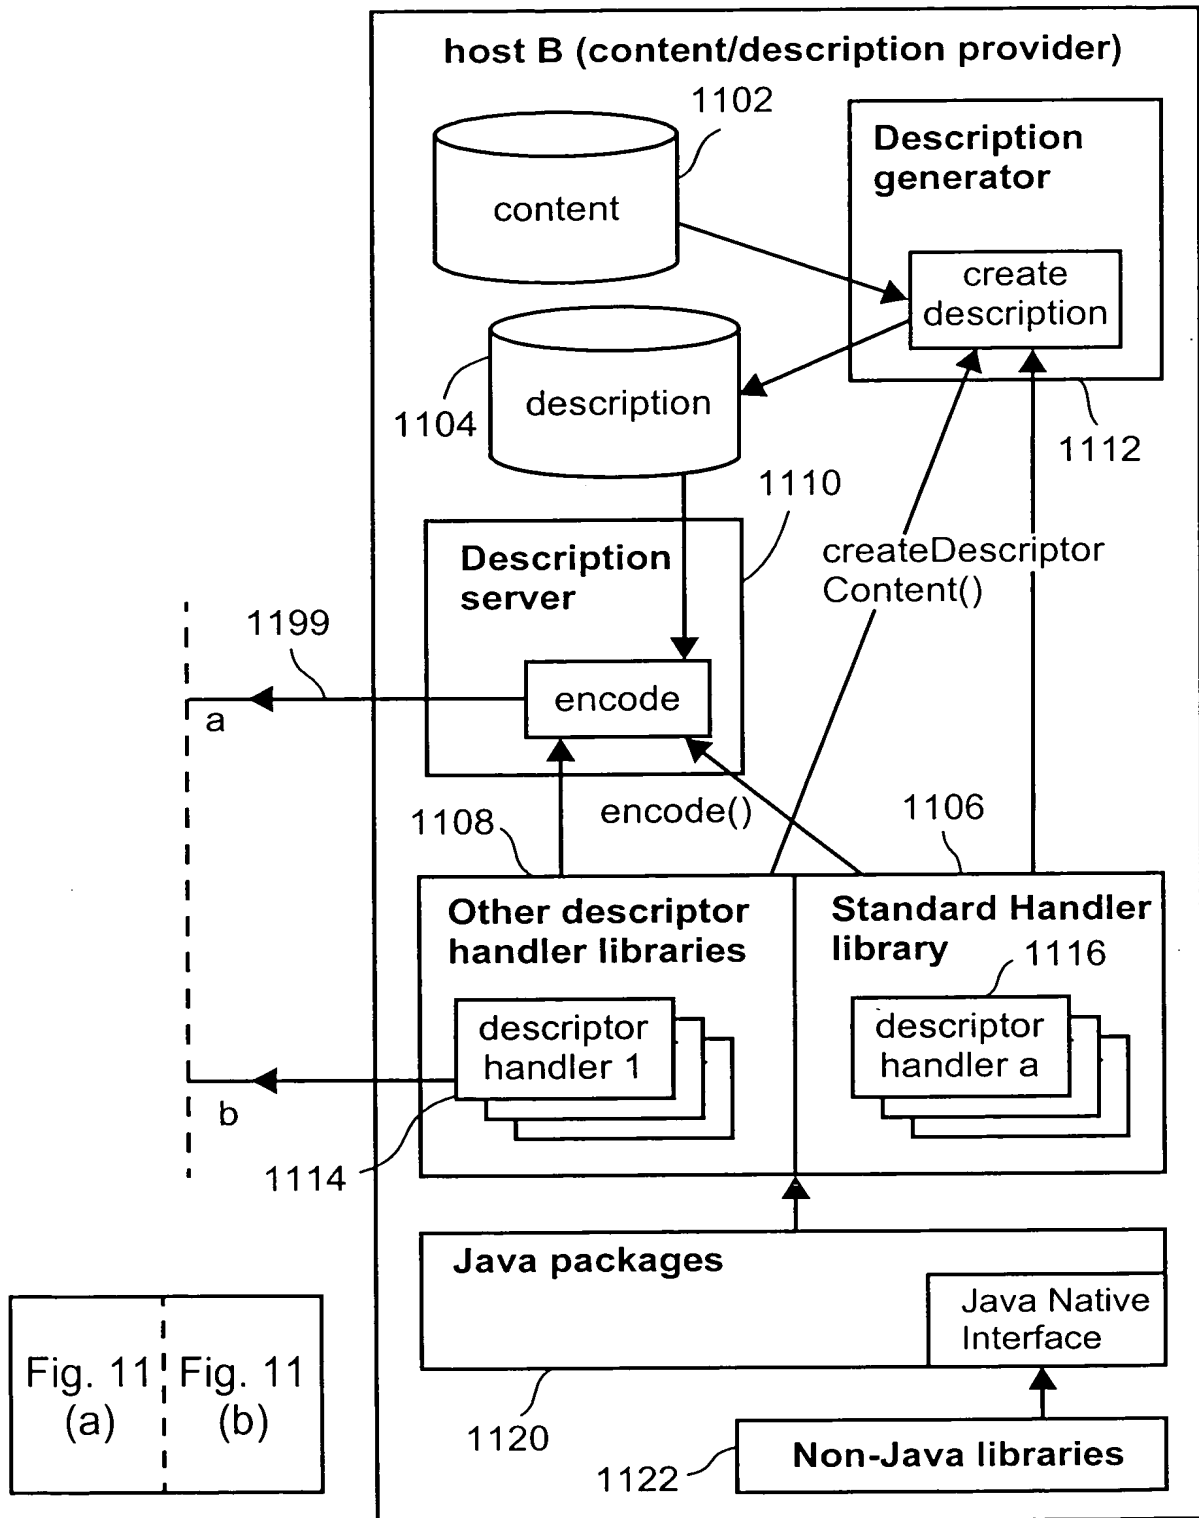 host B (content/description provider)
1102
content
Description
generator
create
description
description
1104
1112
1110
Description
server
createDescriptor
Content()
1199
encode
a
encode()
1108
1106
Other descriptor
handler libraries
Standard Handler
library
1116
descriptor
handler 1
descriptor
handler a
b
1114
Java packages
Java Native
Interface
Fig. 11
(a)
Fig. 11
(b)
1120
Non-Java libraries
1122